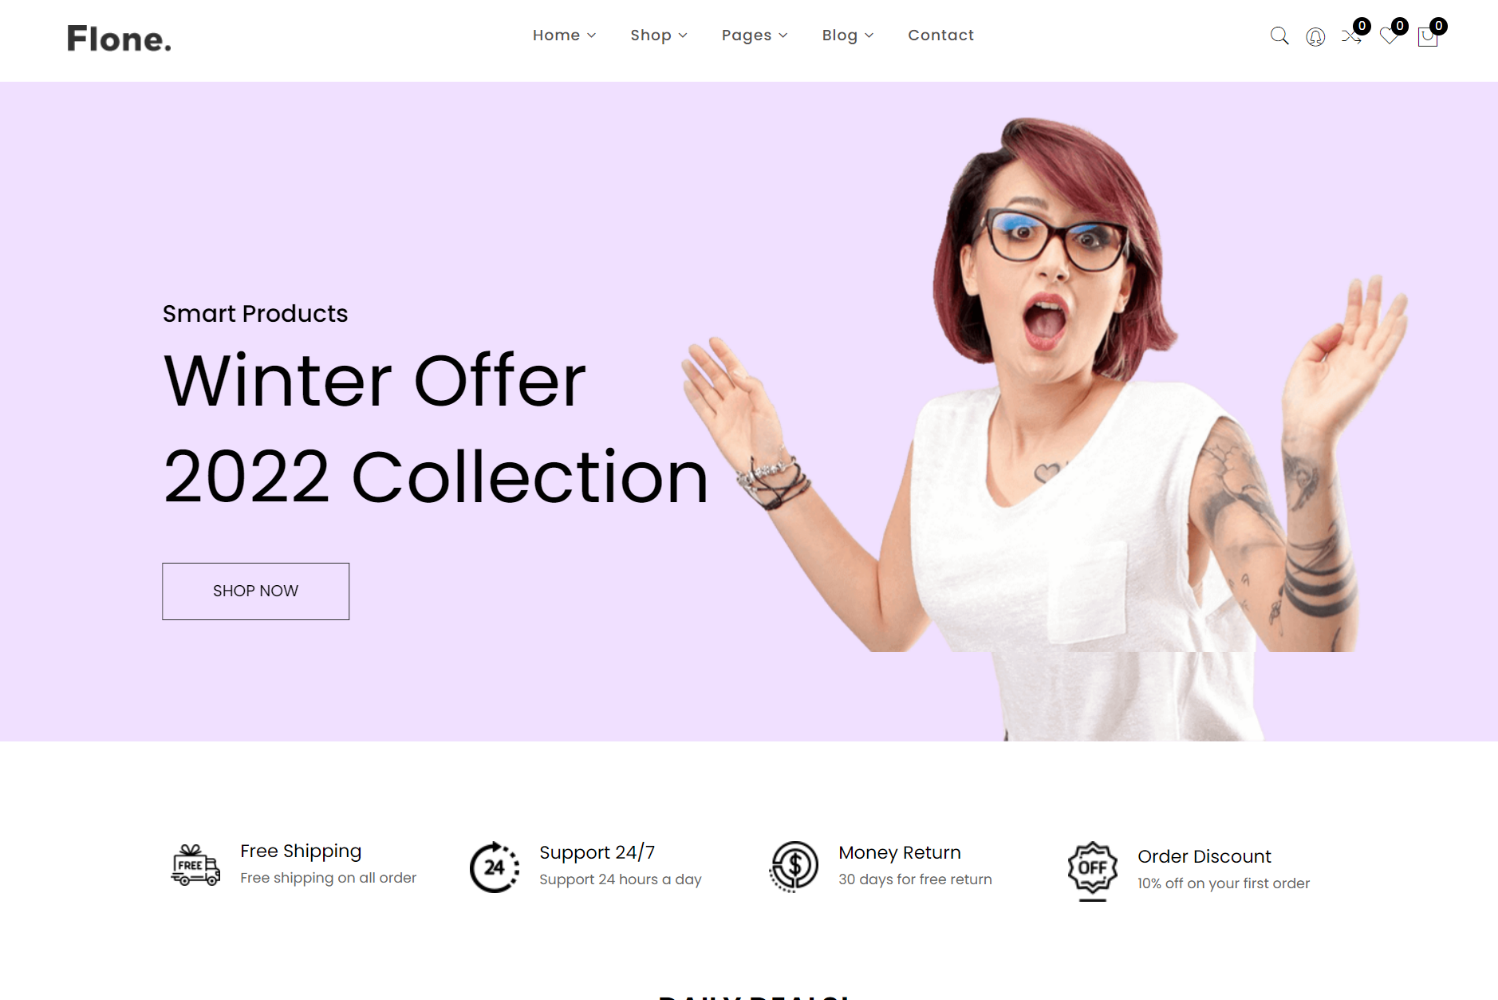 Flone.
Home
Shop
Pages
Blog
Contact
0
0
0
Smart Products
Winter Offer
2022 Collection
SHOP NOW
FREE
Free Shipping
Free shipping on all order
24
Support 24/7
Support 24 hours a day
$
Money Return
30 days for free return
OFF
Order Discount
10% off on your first order
DAILY DEALS!